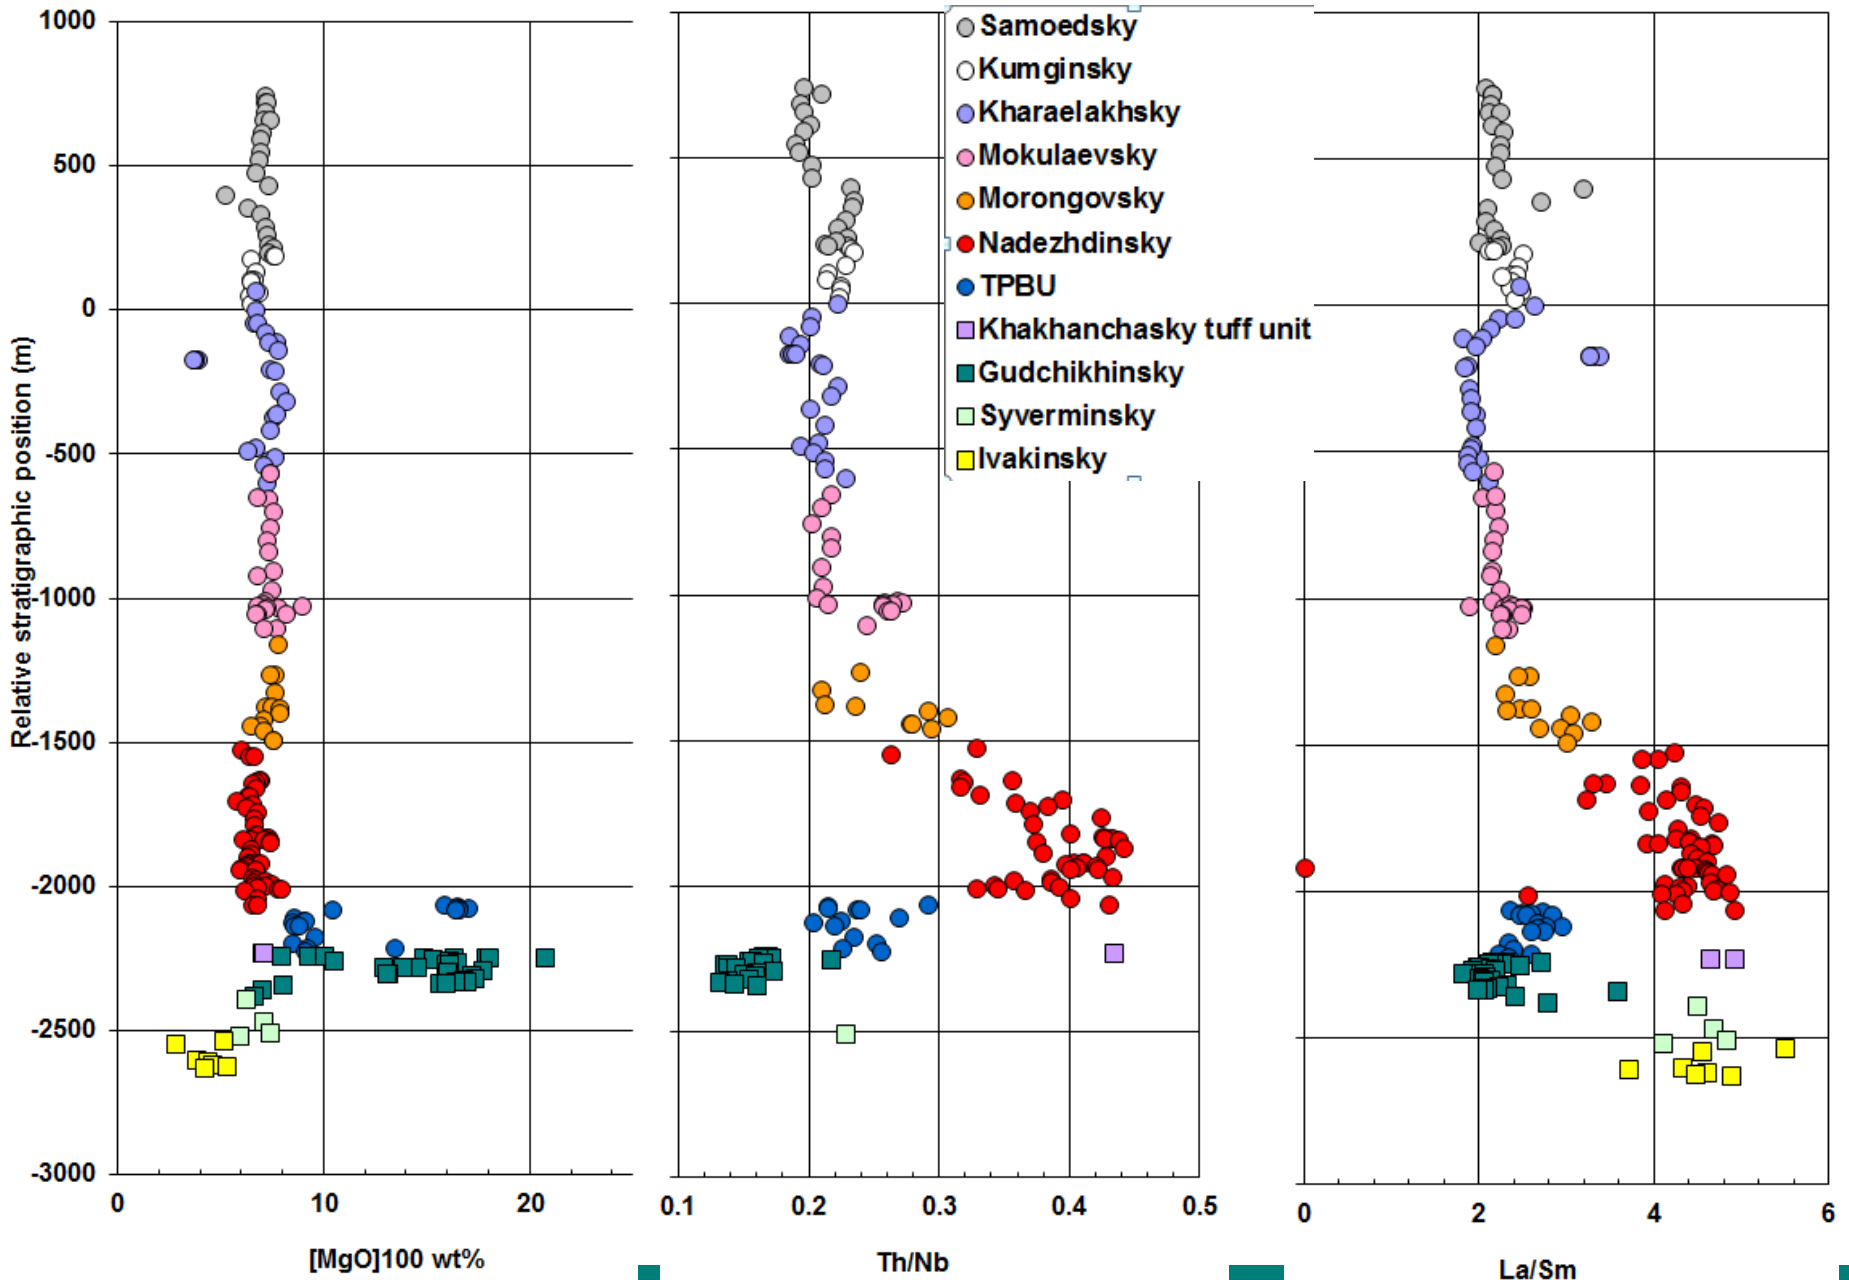 1000
500
0
-500
-1000
-1500
-2000
-2500
-3000
Relative stratigraphic position (m)
0
10
20
[MgO]100 wt%
0.1
0.2
0.3
0.4
0.5
Th/Nb
Samoedsky
Kumginsky
Kharaelakhsky
Mokulaevsky
Morongovsky
Nadezhdinsky
TPBU
Khakhanchasky tuff unit
Gudchikhinsky
Syverminsky
Ivakinsky
0
2
4
6
La/Sm